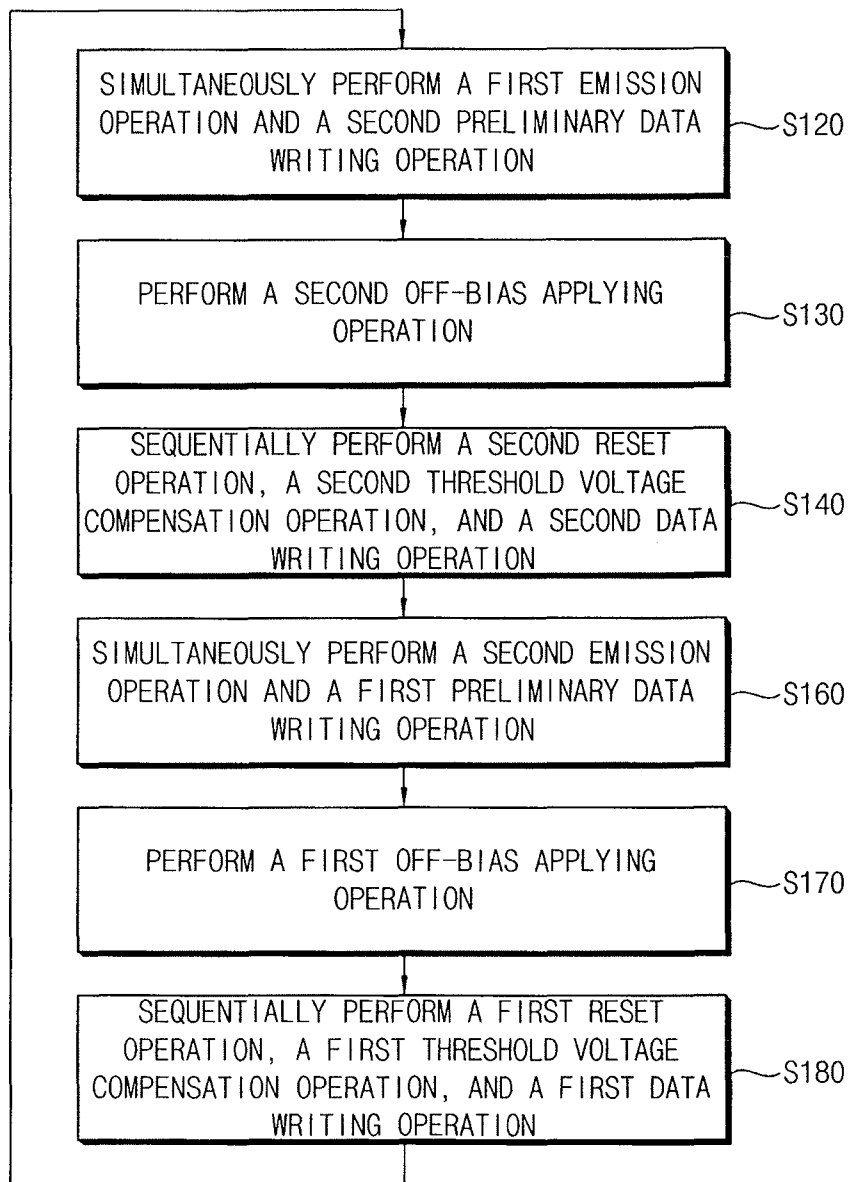 SIMULTANEOUSLY PERFORM A FIRST EMISSION
OPERATION AND A SECOND PRELIMINARY DATA
WRITING OPERATION
S120
PERFORM A SECOND OFF-BIAS APPLYING
OPERATION
S130
SEQUENTIALLY PERFORM A SECOND RESET
OPERATION, A SECOND THRESHOLD VOLTAGE
COMPENSATION OPERATION, AND A SECOND DATA
WRITING OPERATION
S140
SIMULTANEOUSLY PERFORM A SECOND EMISSION
OPERATION AND A FIRST PRELIMINARY DATA
WRITING OPERATION
S160
PERFORM A FIRST OFF-BIAS APPLYING
OPERATION
S170
SEQUENTIALLY PERFORM A FIRST RESET
OPERATION, A FIRST THRESHOLD VOLTAGE
COMPENSATION OPERATION, AND A FIRST DATA
WRITING OPERATION
S180